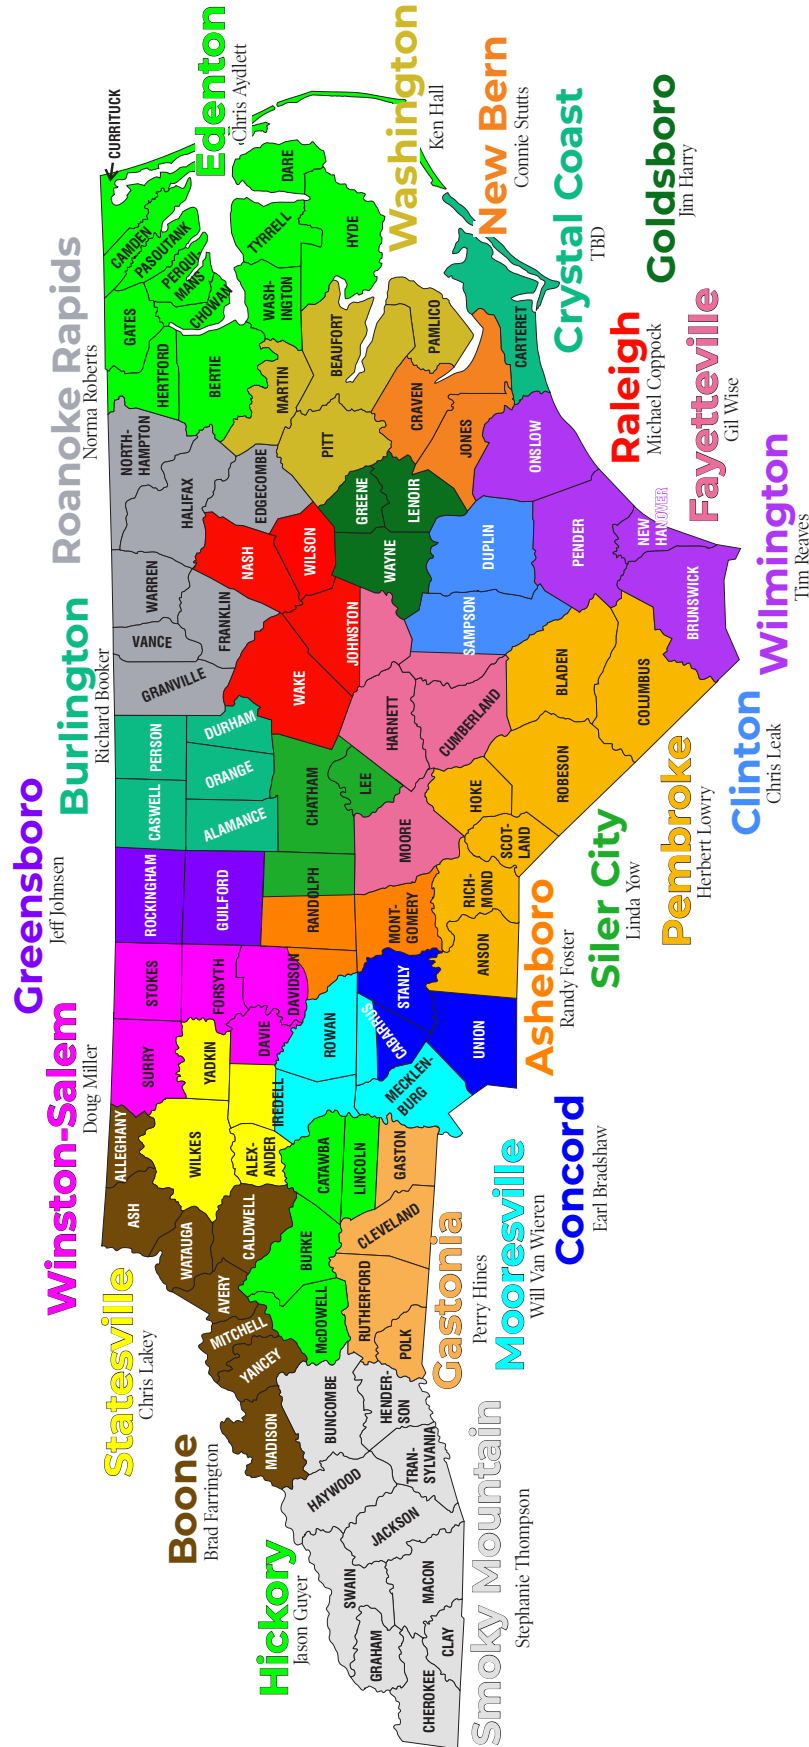 Smoky Mountain
Stephanie Thompson
Hickory
Jason Guyer
Boone
Brad Farrington
Statesville
Chris Lakey
Winston-Salem
Doug Miller
Greensboro
Jeff Johnsen
Burlington
Richard Booker
Roanoke Rapids
Norma Roberts
Edenton
Chris Aydlett
Washington
Ken Hall
New Bern
Connie Stutts
Crystal Coast
TBD
Goldsboro
Jim Harry
Raleigh
Michael Coppock
Fayetteville
Gil Wise
Wilmington
Tim Reaves
Clinton
Chris Leak
Pembroke
Herbert Lowry
Siler City
Linda Yow
Asheboro
Randy Foster
Concord
Earl Bradshaw
Mooresville
Will Van Wieren
Gastonia
Perry Hines
CHEROKEE
GRAHAM
CLAY
SWAIN
MACON
JACKSON
HAYWOOD
TRAN-
SYLVANIA
BUNCOMBE
HENDER-
SON
MADISON
YANCEY
MITCHELL
AVERY
McDOWELL
POLK
RUTHERFORD
BURKE
CLEVELAND
CALDWELL
WATAUGA
ASH
ALLEGHANY
WILKES
ALEX-
ANDER
CATAWBA
LINCOLN
GASTON
IREDELL
SURRY
YADKIN
DAVIE
ROWAN
MECKLEN-
BURG
CABARRUS
UNION
STANLY
STOKES
FORSYTH
DAVIDSON
ROCKINGHAM
GUILFORD
RANDOLPH
MONT-
GOMERY
ANSON
RICH-
MOND
SCOT-
LAND
CASWELL
ALAMANCE
PERSON
ORANGE
DURHAM
CHATHAM
LEE
MOORE
HOKE
ROBESON
HARNETT
CUMBERLAND
GRANVILLE
VANCE
WARREN
FRANKLIN
WAKE
JOHNSTON
SAMPSON
BLADEN
COLUMBUS
BRUNSWICK
NEW
HANOVER
PENDER
DUPLIN
WAYNE
WILSON
NASH
HALIFAX
NORTH-
HAMPTON
EDGECOMBE
GREENE
LENOIR
ONSLOW
JONES
CRAVEN
PITT
MARTIN
BEAUFORT
PAMLICO
CARTERET
HERTFORD
BERTIE
GATES
CHOWAN
PERQUI-
MANS
PASOUTANK
CAMDEN
CURRITUCK
WASH-
INGTON
TYRRELL
HYDE
DARE